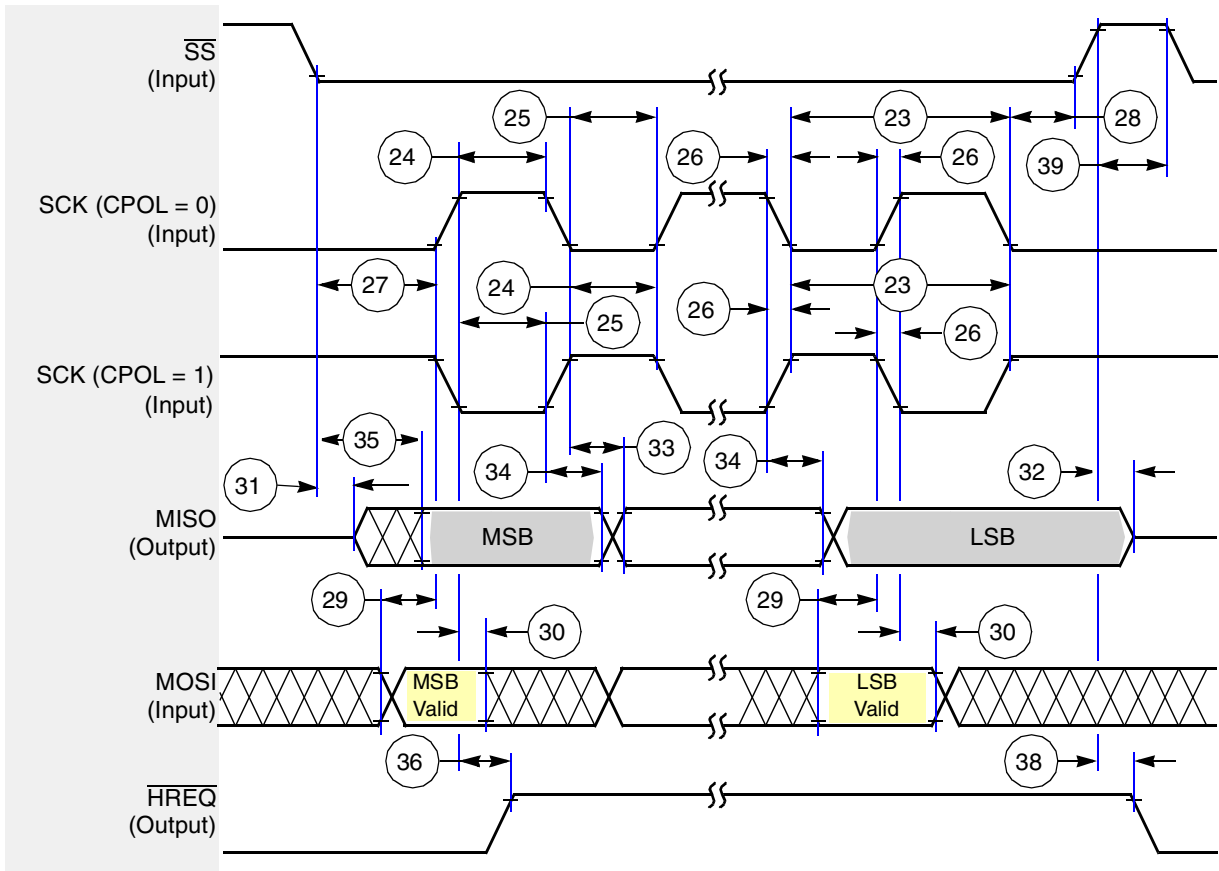 SS
(Input)
25
23
28
24
26
26
39
SCK (CPOL = 0)
(Input)
27
24
26
23
25
26
SCK (CPOL = 1)
(Input)
35
33
34
34
32
31
MISO
(Output)
MSB
LSB
29
29
30
30
MOSI
(Input)
MSB
Valid
LSB
Valid
36
38
HREQ
(Output)